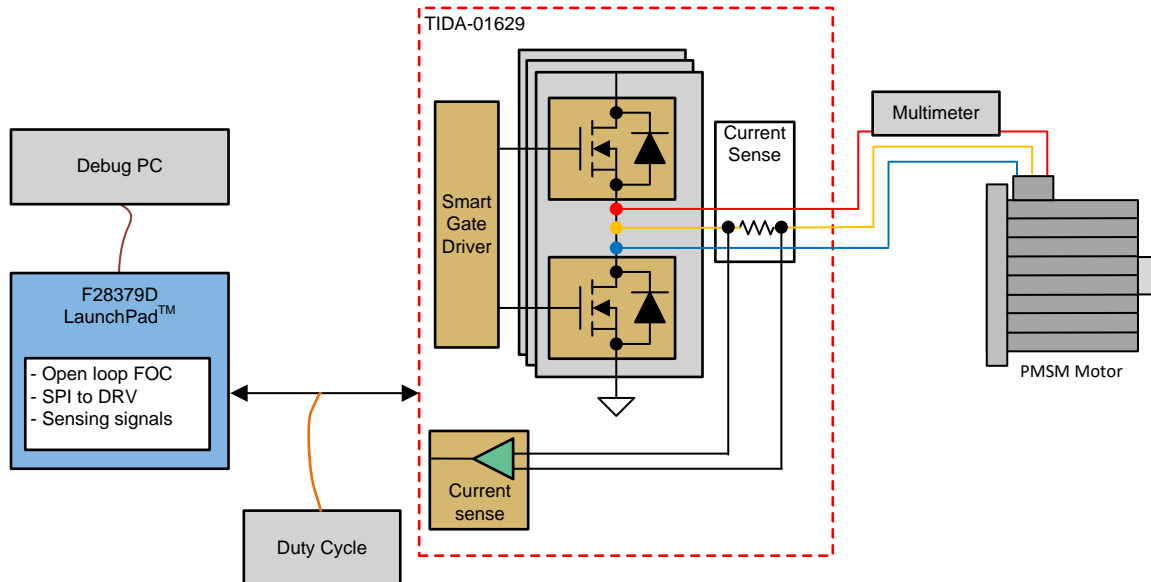 TIDA-01629
Debug PC
F28379D
LaunchPad™
- Open loop FOC
- SPI to DRV
- Sensing signals
Duty Cycle
Smart
Gate
Driver
Current
Sense
Current
sense
Multimeter
PMSM Motor